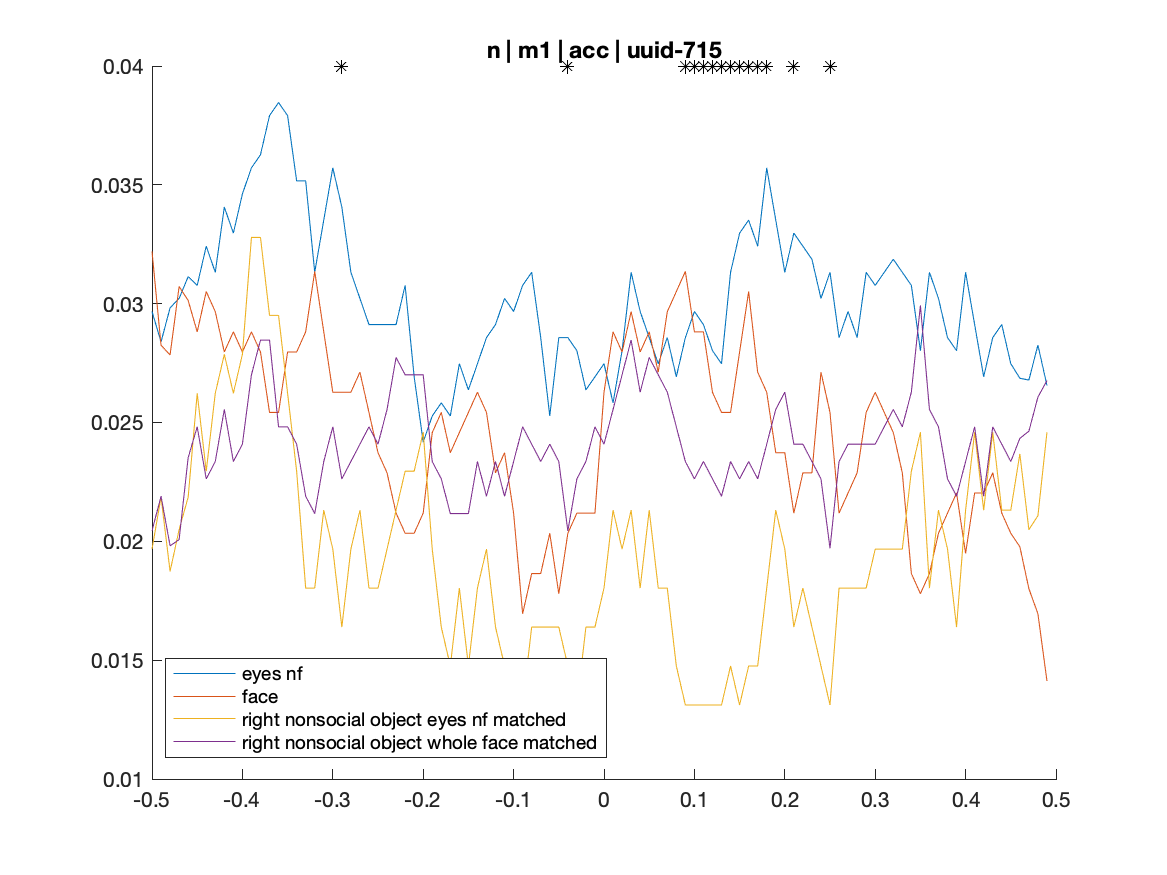 n | m1 | acc | uuid-715
0.04
0.035
0.03
0.025
0.02
0.015
0.01
eyes nf
face
right nonsocial object eyes nf matched
right nonsocial object whole face matched
-0.5 -0.4 -0.3 -0.2 -0.1 0 0.1 0.2 0.3 0.4 0.5